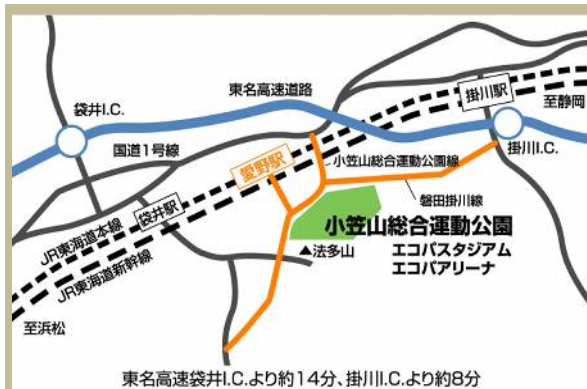 袋井I.C.
東名高速道路
掛川駅
至静岡
国道1号線
愛野駅
小笠山総合運動公園線
掛川I.C.
磐田掛川線
袋井駅
小笠山総合運動公園
エコパスタジアム
エコパアリーナ
▲法多山
JR東海道本線
JR東海道新幹線
至浜松
東名高速袋井I.C.より約14分、掛川I.C.より約8分